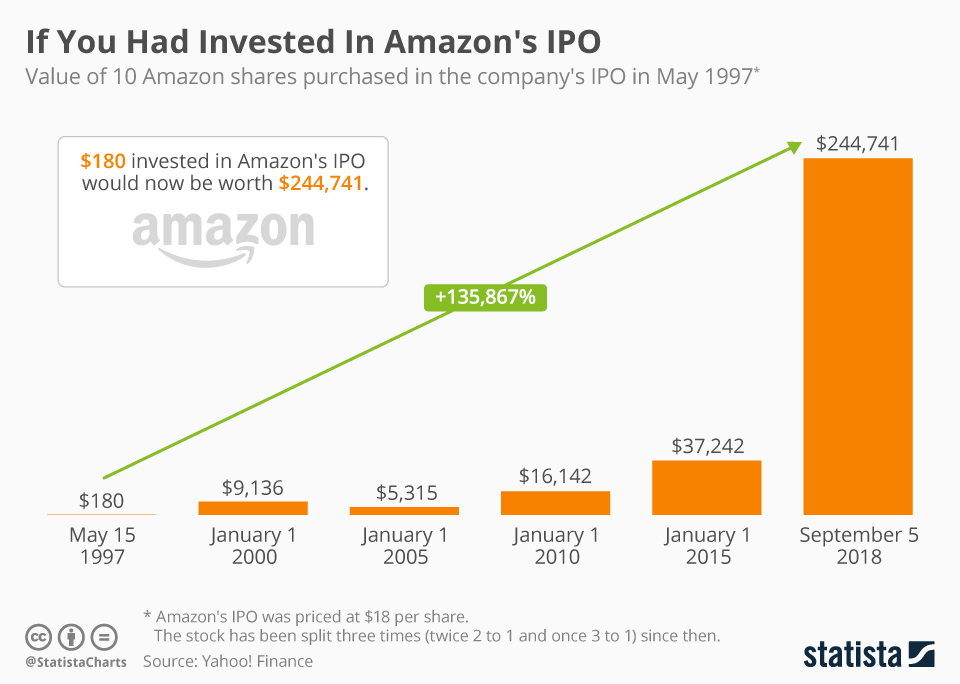 If You Had Invested In Amazon's IPO
Value of 10 Amazon shares purchased in the company's IPO in May 1997*
$180 invested in Amazon's IPO
would now be worth $244,741.
amazon
+135,867%
$180
$9,136
$5,315
$16,142
$37,242
$244,741
May 15
1997
January 1
2000
January 1
2005
January 1
2010
January 1
2015
September 5
2018
* Amazon's IPO was priced at $18 per share.
The stock has been split three times (twice 2 to 1 and once 3 to 1) since then.
cc
@StatistaCharts
Source: Yahoo! Finance
statista